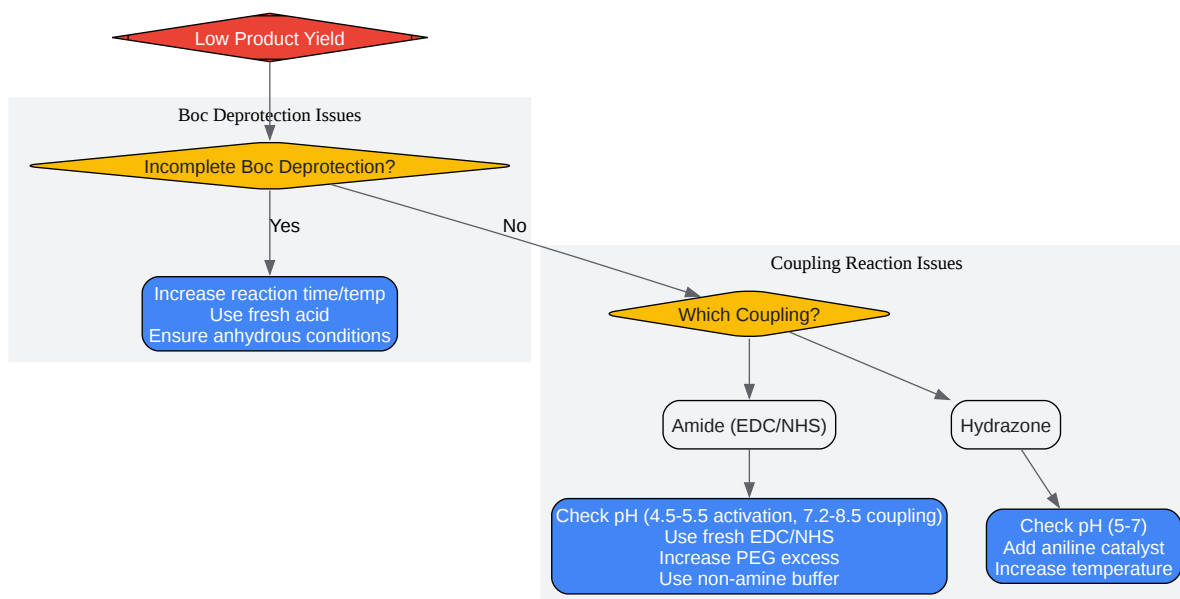 Low Product Yield
Boc Deprotection Issues
Incomplete Boc Deprotection?
Yes
No
Increase reaction time/temp
Use fresh acid
Ensure anhydrous conditions
Coupling Reaction Issues
Which Coupling?
Amide (EDC/NHS)
Hydrazone
Check pH (4.5-5.5 activation, 7.2-8.5 coupling)
Use fresh EDC/NHS
Increase PEG excess
Use non-amine buffer
Check pH (5-7)
Add aniline catalyst
Increase temperature